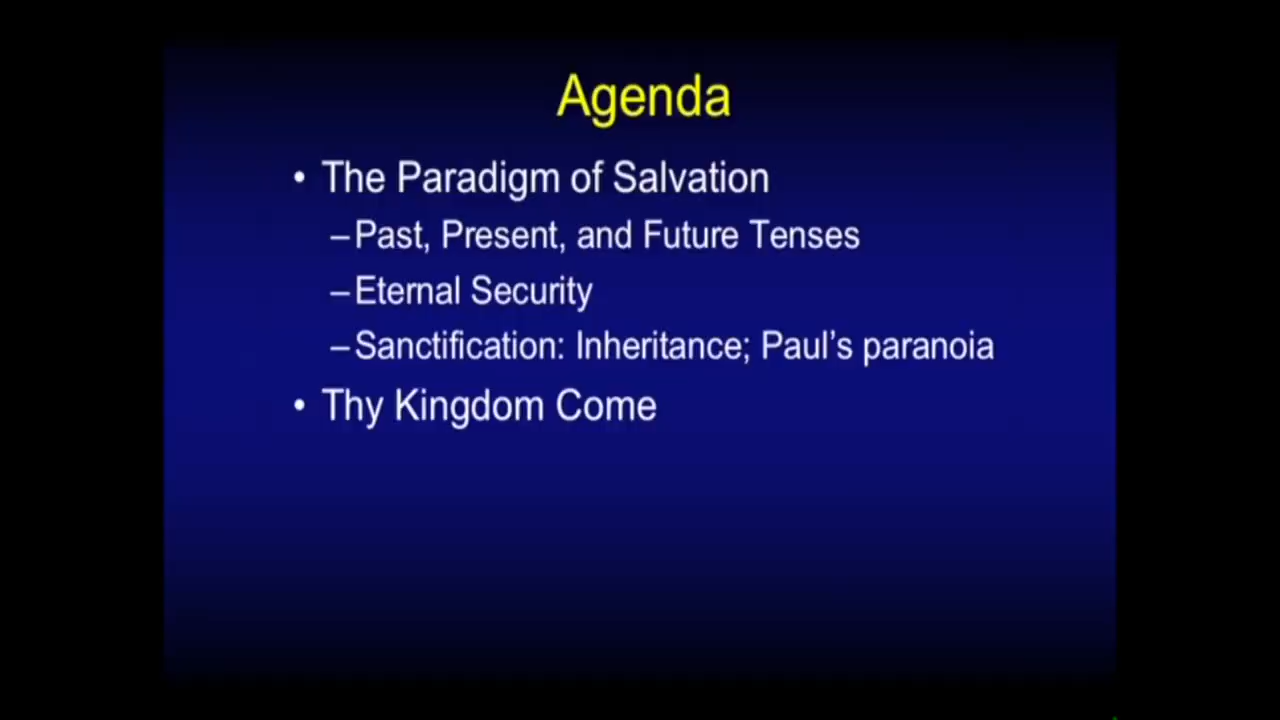 Agenda
• The Paradigm of Salvation
–Past, Present, and Future Tenses
–Eternal Security
–Sanctification: Inheritance; Paul’s paranoia
• Thy Kingdom Come